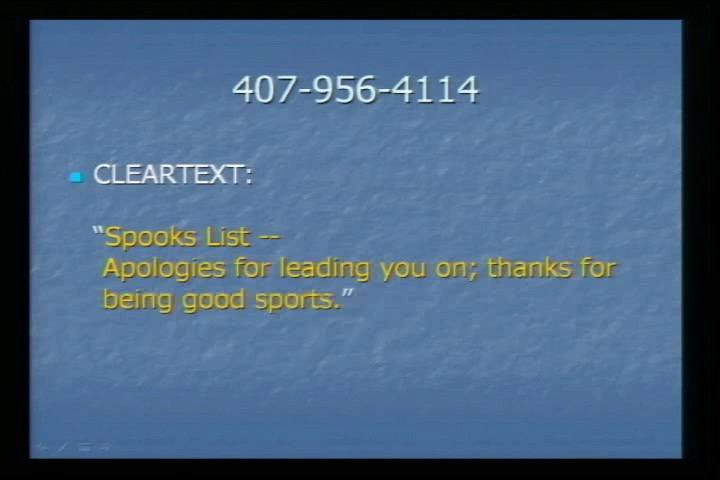 407-956-4114
CLEARTEXT:
“Spooks List --
Apologies for leading you on; thanks for
being good sports.”